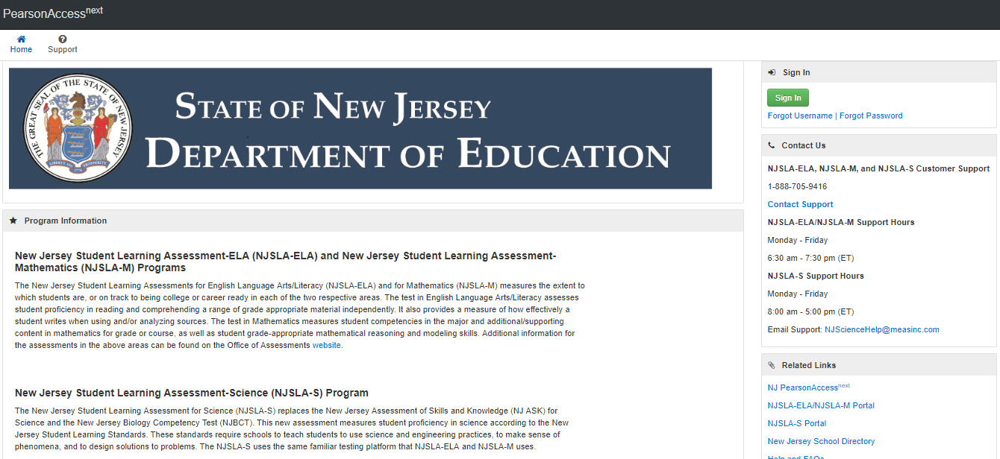 PearsonAccessnext
Home
Support
THE GREAT SEAL OF THE STATE OF NEW JERSEY
LIBERTY AND PROSPERITY
1776
STATE OF NEW JERSEY
DEPARTMENT OF EDUCATION
Program Information
New Jersey Student Learning Assessment-ELA (NJSLA-ELA) and New Jersey Student Learning Assessment-
Mathematics (NJSLA-M) Programs
The New Jersey Student Learning Assessments for English Language Arts/Literacy (NJSLA-ELA) and for Mathematics (NJSLA-M) measures the extent to
which students are, or on track to being college or career ready in each of the two respective areas. The test in English Language Arts/Literacy assesses
student proficiency in reading and comprehending a range of grade appropriate material independently. It also provides a measure of how effectively a
student writes when using and/or analyzing sources. The test in Mathematics measures student competencies in the major and additional/supporting
content in mathematics for grade or course, as well as student grade-appropriate mathematical reasoning and modeling skills. Additional information for
the assessments in the above areas can be found on the Office of Assessments website.
New Jersey Student Learning Assessment-Science (NJSLA-S) Program
The New Jersey Student Learning Assessment for Science (NJSLA-S) replaces the New Jersey Assessment of Skills and Knowledge (NJ ASK) for
Science and the New Jersey Biology Competency Test (NJBCT). This new assessment measures student proficiency in science according to the New
Jersey Student Learning Standards. These standards require schools to teach students to use science and engineering practices, to make sense of
phenomena, and to design solutions to problems. The NJSLA-S uses the same familiar testing platform that NJSLA-ELA and NJSLA-M uses.
Sign In
Sign In
Forgot Username | Forgot Password
Contact Us
NJSLA-ELA, NJSLA-M, and NJSLA-S Customer Support
1-888-705-9416
Contact Support
NJSLA-ELA/NJSLA-M Support Hours
Monday - Friday
6:30 am - 7:30 pm (ET)
NJSLA-S Support Hours
Monday - Friday
8:00 am - 5:00 pm (ET)
Email Support: NJScienceHelp@measinc.com
Related Links
NJ PearsonAccessnext
NJSLA-ELA/NJSLA-M Portal
NJSLA-S Portal
New Jersey School Directory
Help and FAQs